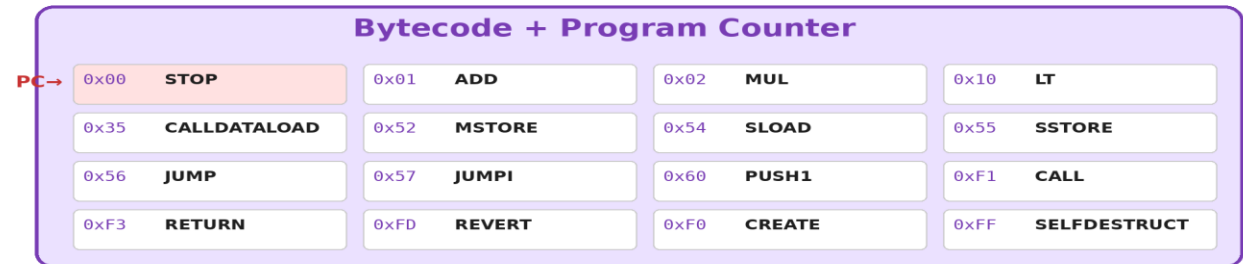 Bytecode + Program Counter
PC→ 0x00 STOP 0x01 ADD 0x02 MUL 0x10 LT
0x35 CALLDATALOAD 0x52 MSTORE 0x54 SLOAD 0x55 SSTORE
0x56 JUMP 0x57 JUMPI 0x60 PUSH1 0xF1 CALL
0xF3 RETURN 0xFD REVERT 0xF0 CREATE 0xFF SELFDESTRUCT